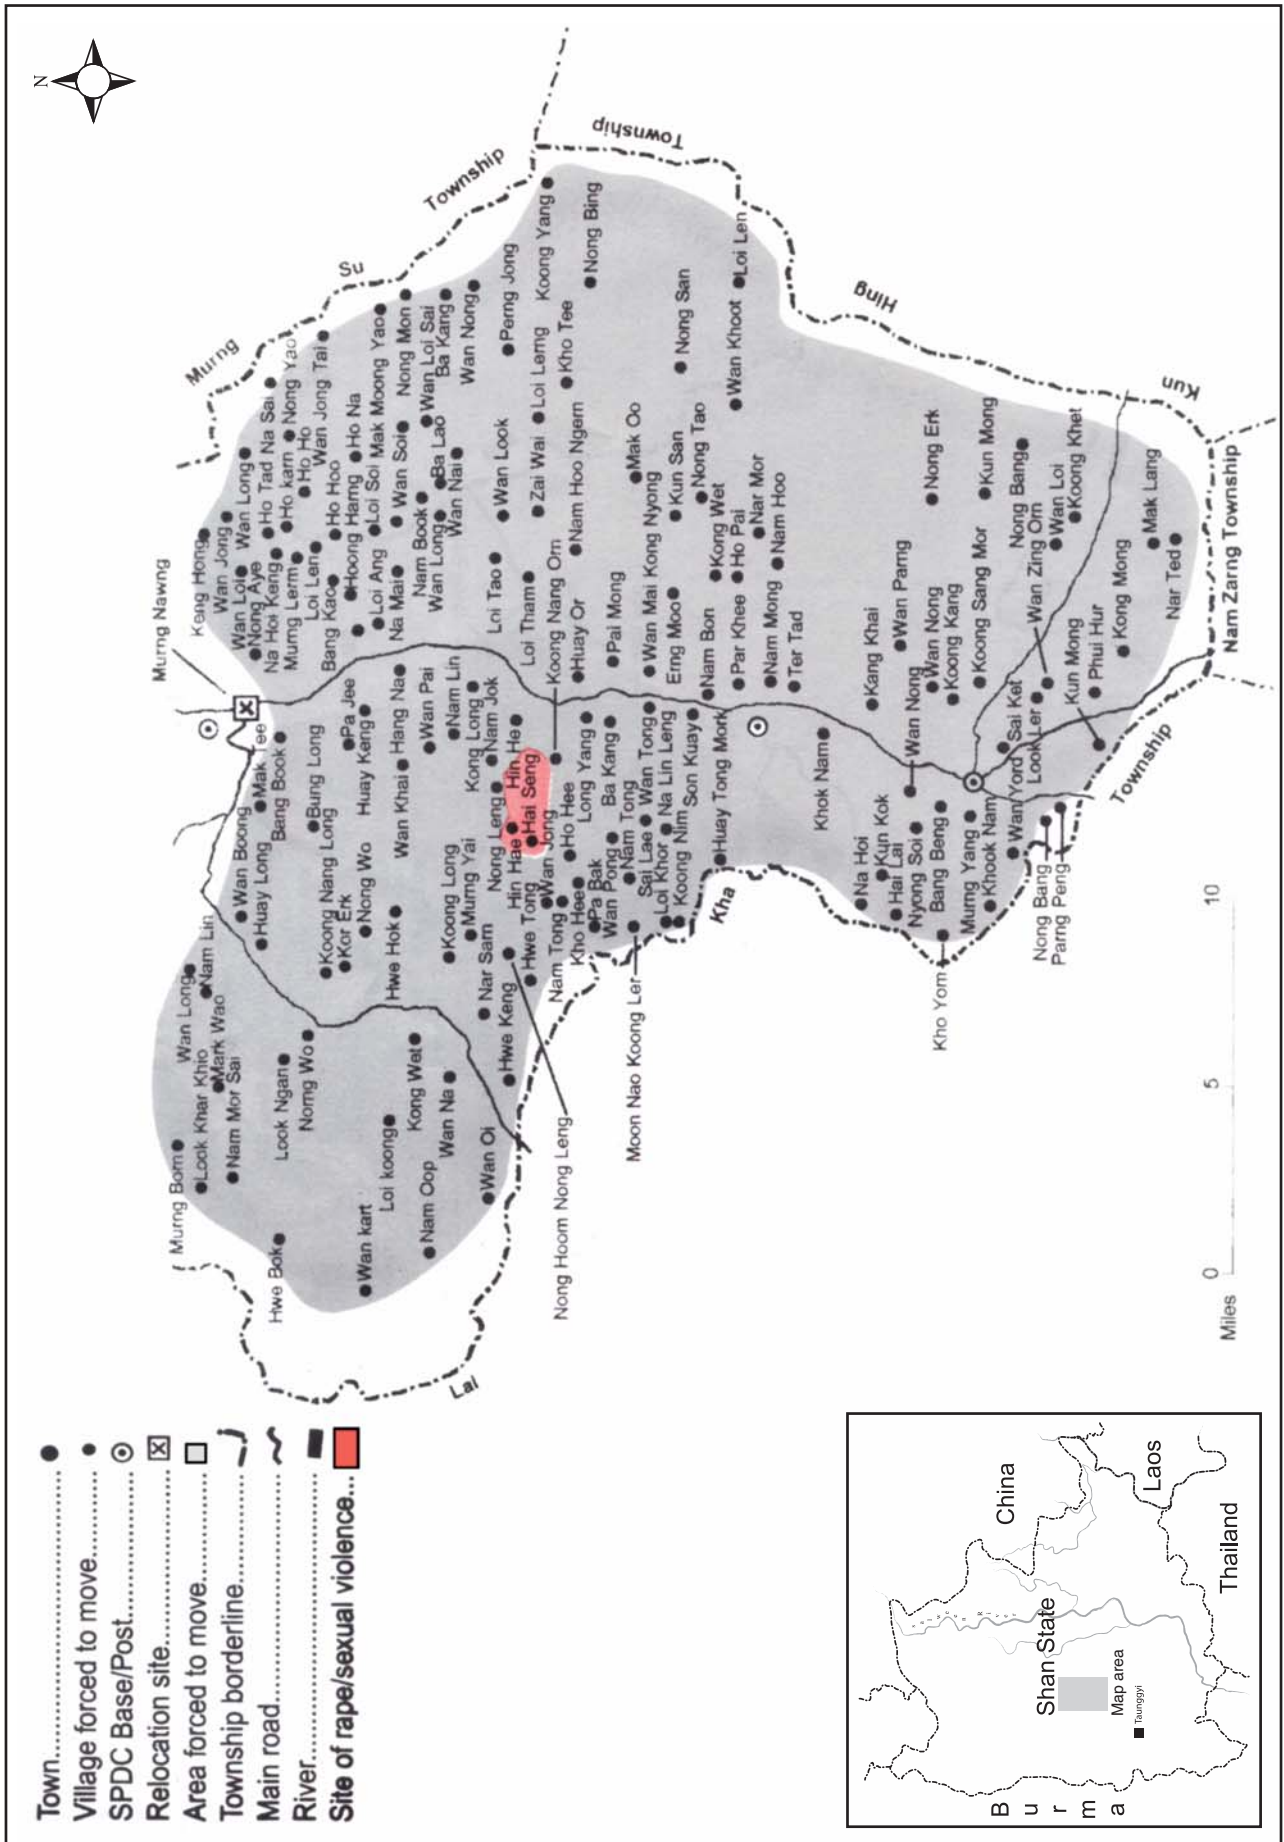 N
Murng
Su
Township
Township
Hing
Kun
Nam Zarng Township
Township
Kha
Lai
Murng Nawng
Keng Hong
Wan Jong
Wan Loi
Wan Long
Nong Aye
Ho Tad Na Sai
Na Hoi Keng
Ho karn
Nong Yao
Murng Lerm
Ho Ho
Loi Leni
Wan Jong Tai
Bang Kao
Ho Hoo
Hoong Harng
Ho Na
Loi Ang
Loi Soi
Mak Moong Yao
Na Mai
Wan Soi
Nong Mon
Nam Book
Wan Loi Sai
Wan Long
Ba Lao
Ba Kang
Wan Nai
Wan Nong
Loi Tao
Wan Look
Perng Jong
Loi Tham
Zai Wai
Loi Lerng
Koong Yang
Koong Nang Orn
Kho Tee
Huay Or
Nam Hoo Ngern
Nong Bing
Pai Mong
Mak Oo
Wan Mai Kong Nyong
Erng Moo
Kun San
Nong San
Nam Bon
Nong Tao
Kong Wet
Par Khee
Ho Pai
Wan Khoot
Loi Len
Nar Mor
Nam Mong
Nam Hoo
Ter Tad
Kang Khai
Wan Parng
Wan Nong
Nong Erk
Koong Kang
Koong Sang Mor
Kun Mong
Nong Bang
Wan Zing Orn
Wan Loi
Koong Khet
Kun Mong
Phui Hur
Kong Mong
Mak Lang
Nar Ted
Mak Tee
Bang Book
Wan Boong
Huay Long
Bung Long
Pa Jee
Koong Nang Long
Huay Keng
Kor Erk
Nong Wo
Wan Khai
Hang Na
Hwe Hok
Wan Pai
Nam Lin
Koong Long
Kong Long
Murng Yai
Nam Jok
Nar Sam
Nong Leng
Hin He
Hin Hae
Hai Seng
Hwe Keng
Hwe Tong
Wan Jong
Nam Tong
Ho Hee
Long Yang
Kho Hee
Pa Bak
Ba Kang
Wan Pong
Nam Tong
Sai Lae
Wan Tong
Loi Khor
Na Lin Leng
Koong Nim
Son Kuay
Huay Tong Mork
Moon Nao Koong Ler
Nong Hoom Nong Leng
Khok Nam
Na Hoi
Kun Kok
Wan Nong
Hai Lai
Nyong Soi
Bang Beng
Kho Yom
Murng Yang
Khook Nam
Sai Ket
Wan Yord
Look Ler
Nong Bang
Parng Peng
Nam Lin
Wan Long
Mark Wao
Look Khar Khio
Nam Mor Sai
Murng Bom
Look Ngan
Norng Wo
Hwe Bok
Kong Wet
Loi koong
Wan Na
Wan kart
Nam Oop
Wan Oi
Miles
0
5
10
Town
Village forced to move
SPDC Base/Post
Relocation site
Area forced to move
Township borderline
Main road
River
Site of rape/sexual violence
China
Laos
Thailand
Shan State
Map area
Taunggyi
Burma